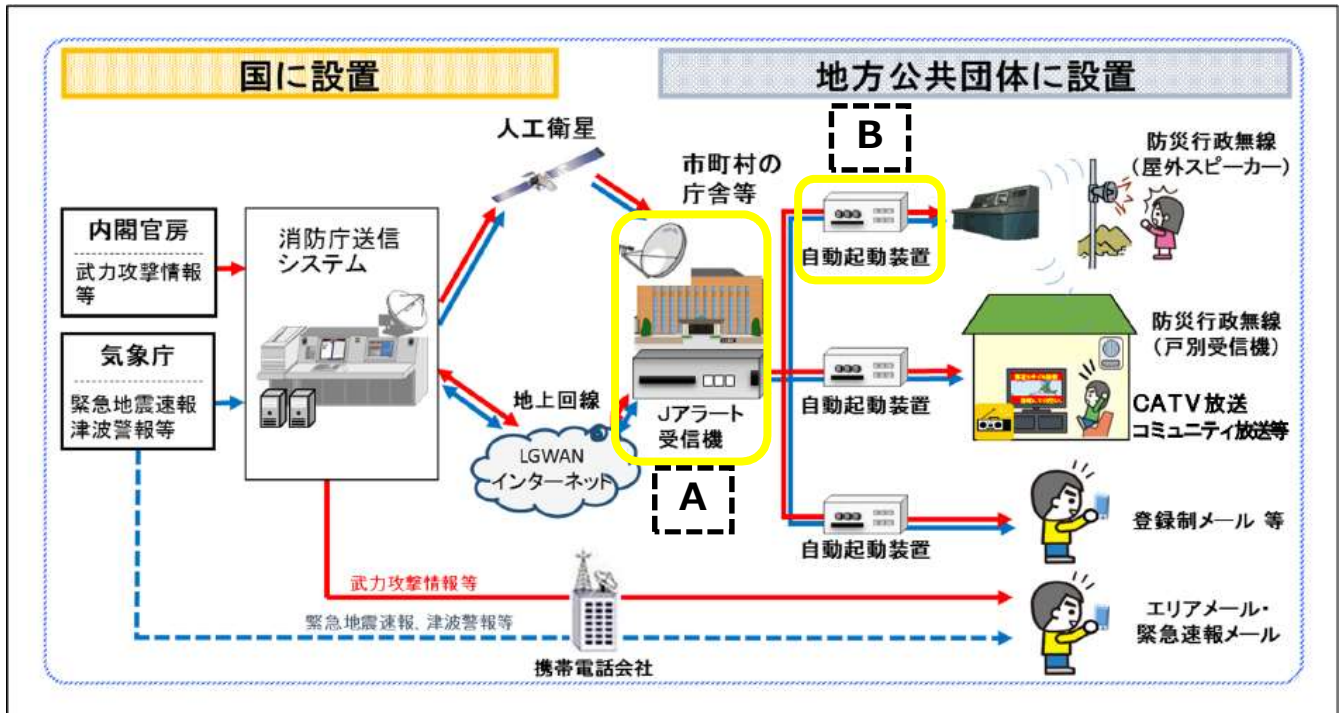 国に設置
地方公共団体に設置
人工衛星
市町村の
庁舎等
B
防災行政無線
（屋外スピーカー）
内閣官房
武力攻撃情報
等
消防庁送信
システム
自動起動装置
気象庁
緊急地震速報
津波警報等
地上回線
LGWAN
インターネット
Jアラート
受信機
A
自動起動装置
防災行政無線
（戸別受信機）
CATV放送
コミュニティ放送等
自動起動装置
登録制メール 等
武力攻撃情報等
緊急地震速報、津波警報等
携帯電話会社
エリアメール・
緊急速報メール